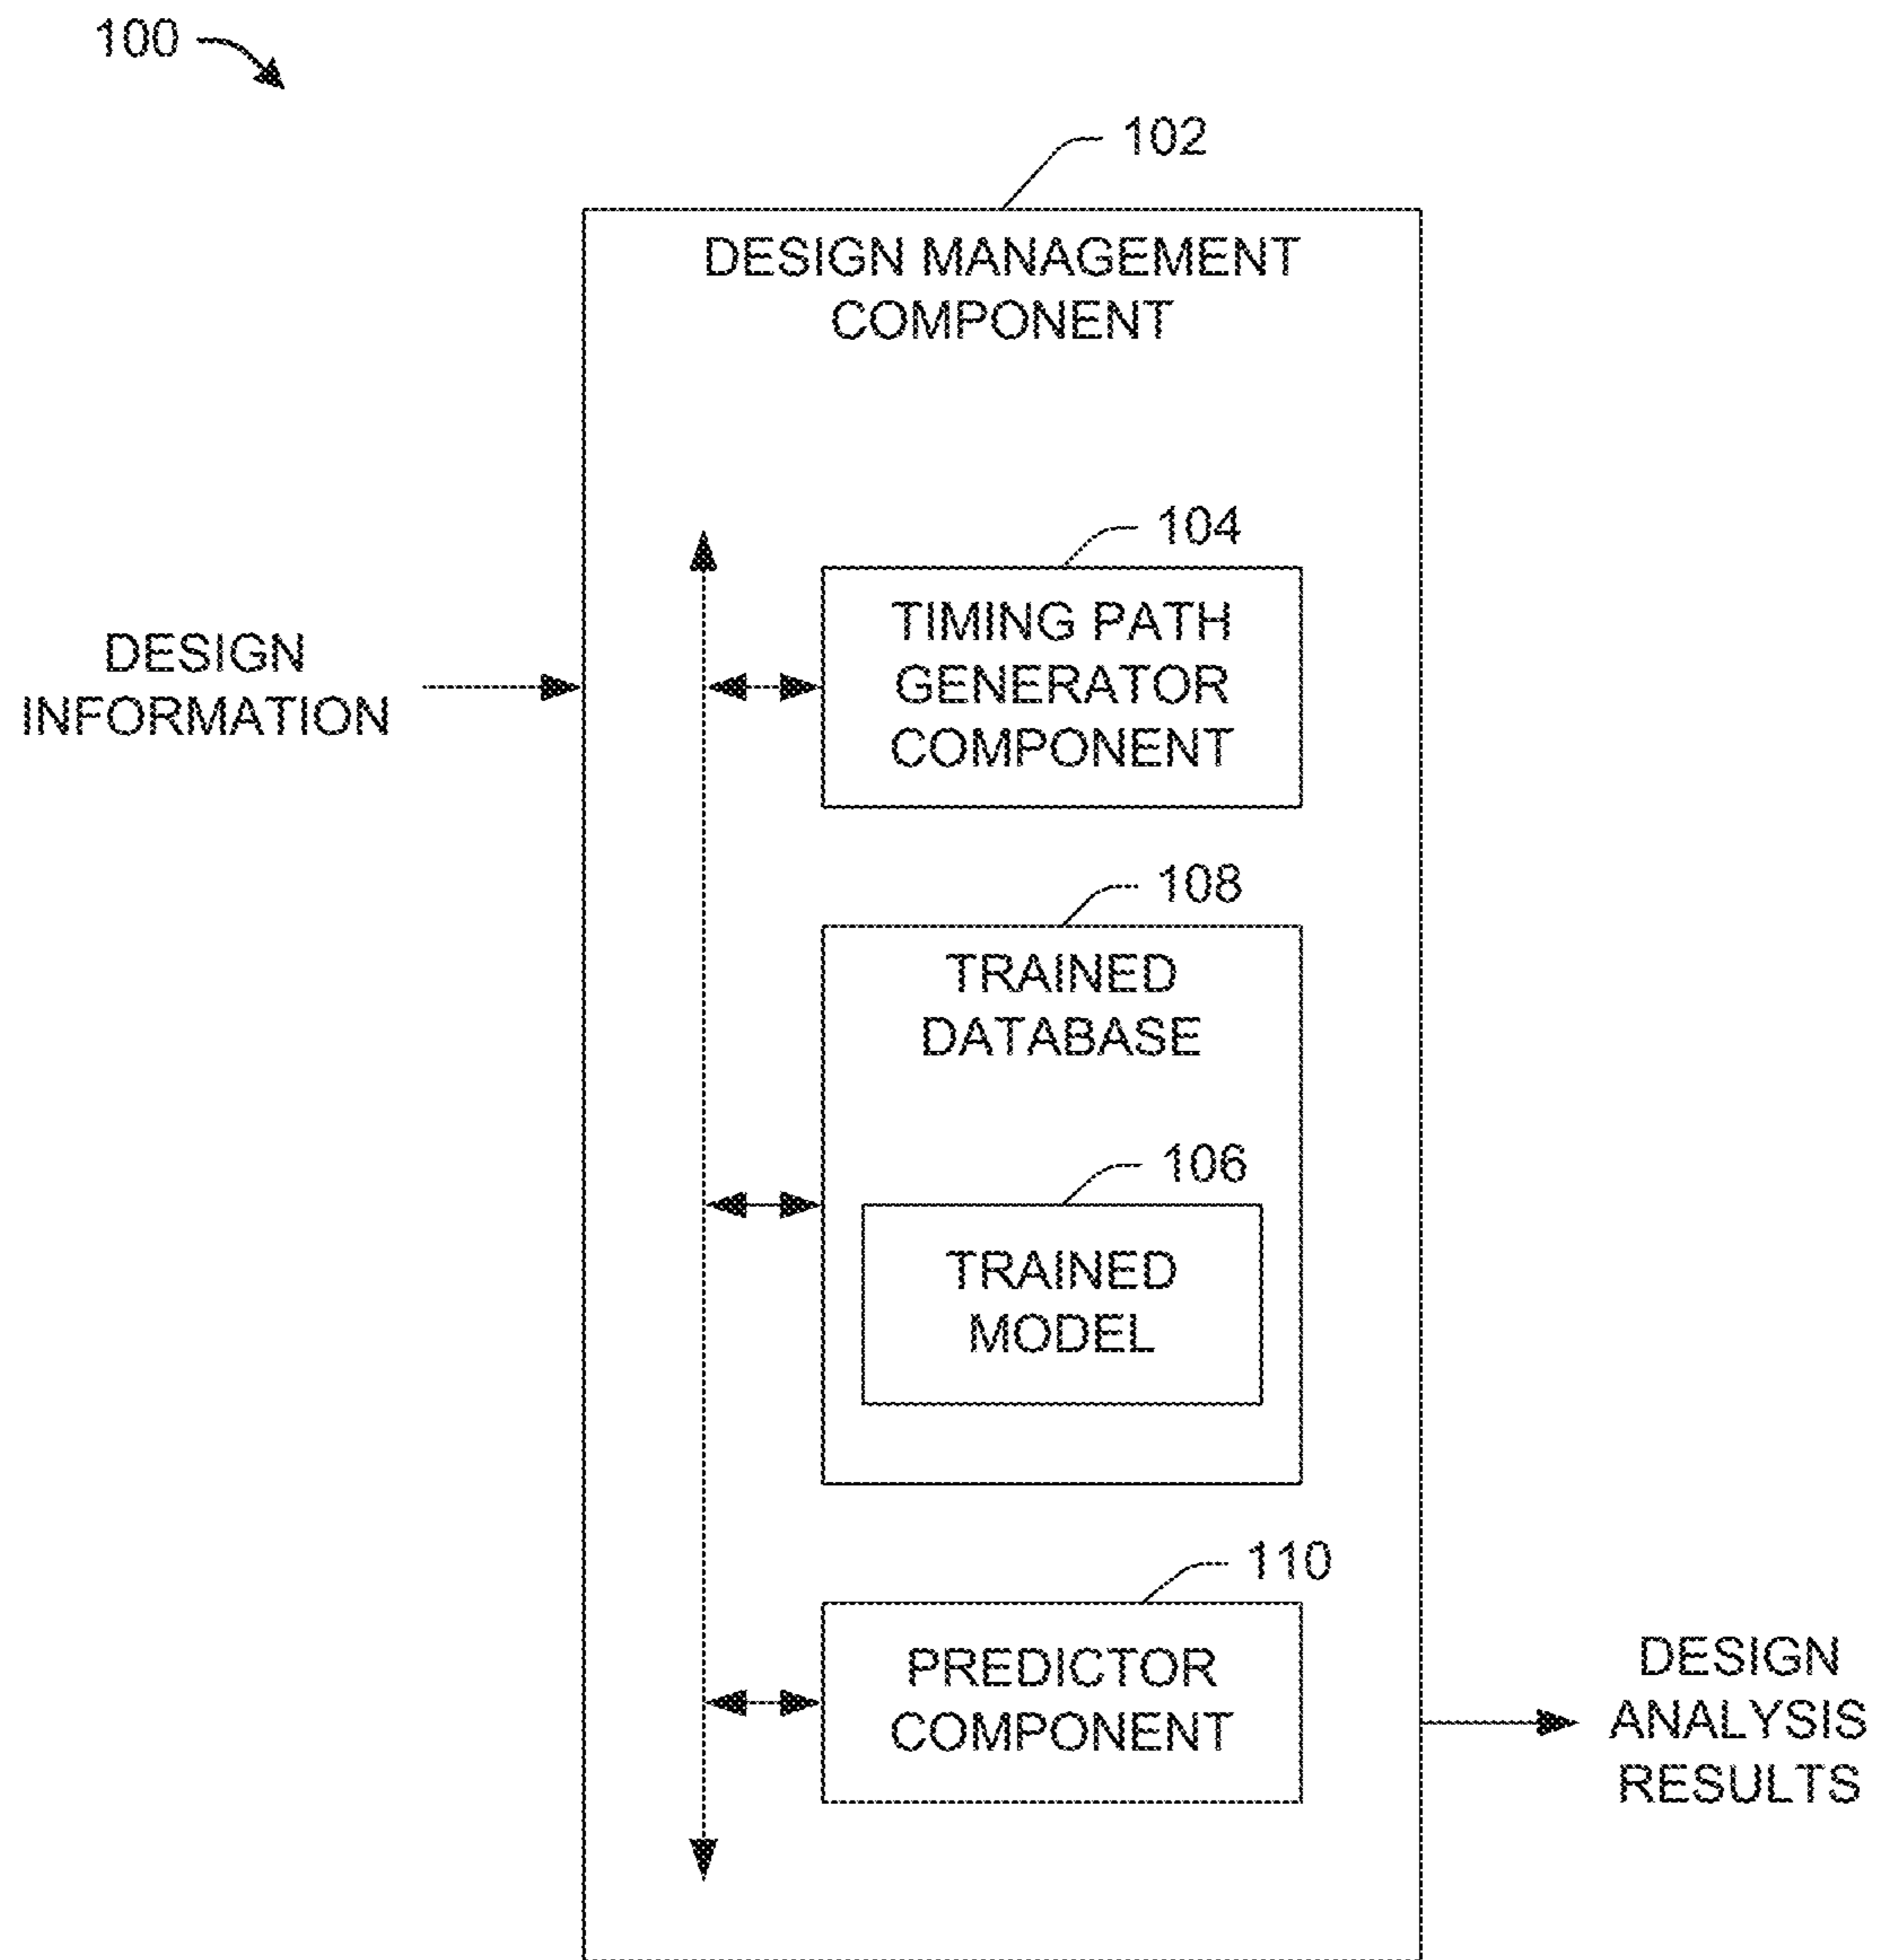 100
102
DESIGN MANAGEMENT
COMPONENT
104
TIMING PATH
GENERATOR
COMPONENT
DESIGN
INFORMATION
108
TRAINED
DATABASE
106
TRAINED
MODEL
110
PREDICTOR
COMPONENT
DESIGN
ANALYSIS
RESULTS